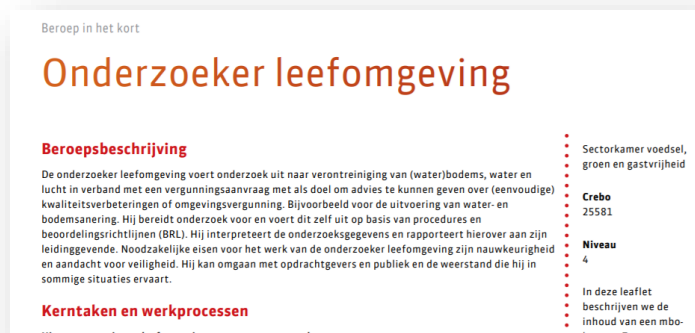 Beroep in het kort
Onderzoeker leefomgeving
Beroepsbeschrijving
De onderzoeker leefomgeving voert onderzoek uit naar verontreiniging van (water)bodems, water en
lucht in verband met een vergunningsaanvraag met als doel om advies te kunnen geven over (eenvoudige)
kwaliteitsverbeteringen of omgevingsvergunning. Bijvoorbeeld voor de uitvoering van water- en
bodemsanering. Hij bereidt onderzoek voor en voert dit zelf uit op basis van procedures en
beoordelingsrichtlijnen (BRL). Hij interpreteert de onderzoeksgegevens en rapporteert hierover aan zijn
leidinggevende. Noodzakelijke eisen voor het werk van de onderzoeker leefomgeving zijn nauwkeurigheid
en aandacht voor veiligheid. Hij kan omgaan met opdrachtgevers en publiek en de weerstand die hij in
sommige situaties ervaart.
Kerntaken en werkprocessen
Sectorkamer voedsel,
groen en gastvrijheid
Crebo
25581
Niveau
4
In deze leaflet
beschrijven we de
inhoud van een mbo-